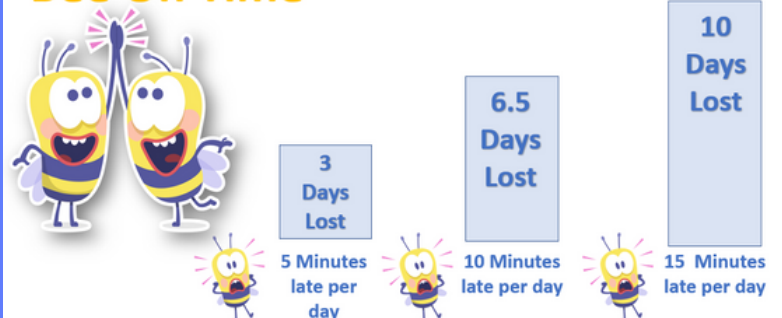 3
Days
Lost
6.5
Days
Lost
10
Days
Lost
5 Minutes
late per
day
10 Minutes
late per day
15 Minutes
late per day